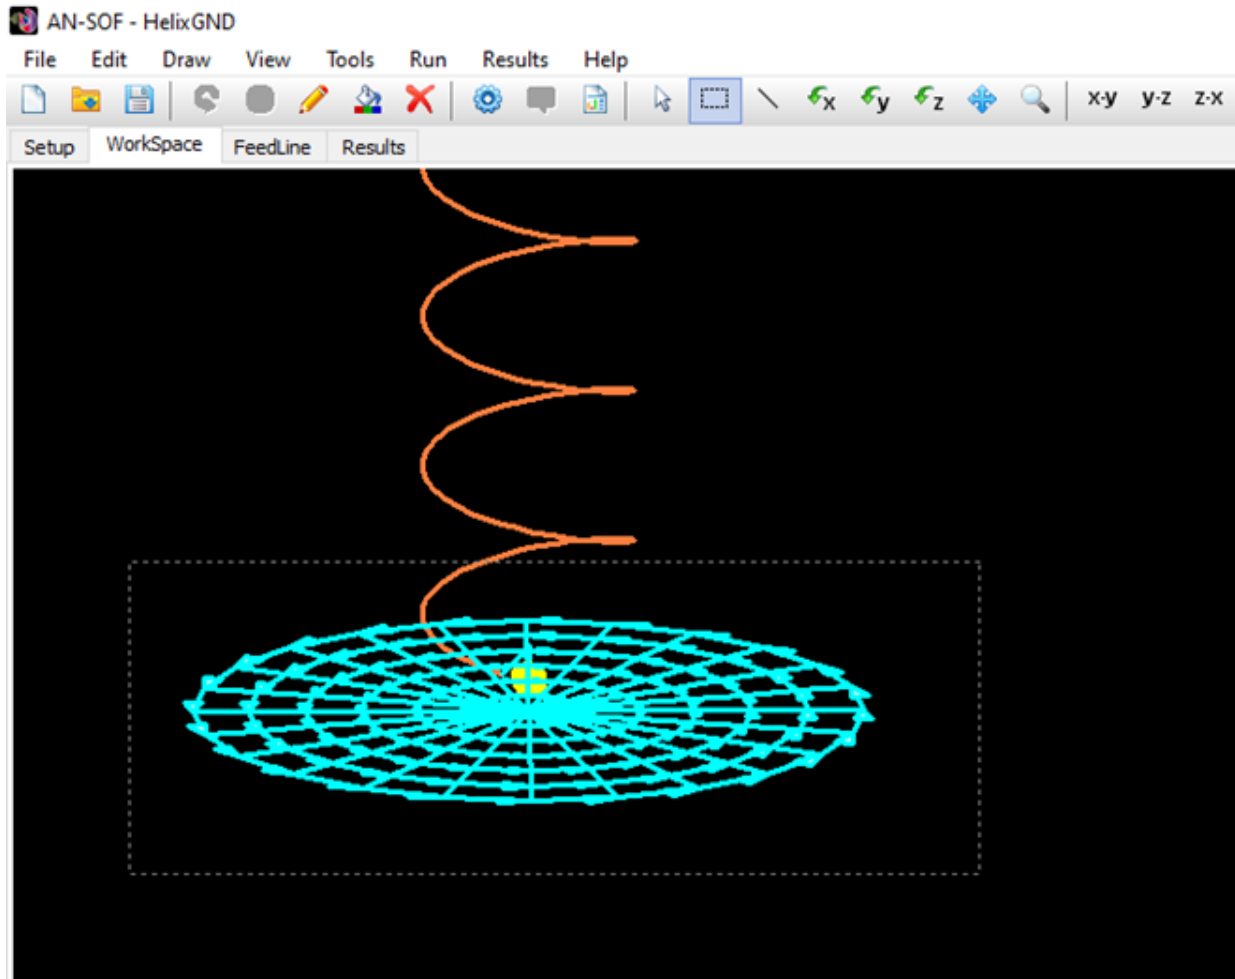 AN-SOF - HelixGND
File Edit Draw View Tools Run Results Help
x y z x-y y-z z-x
Setup WorkSpace FeedLine Results